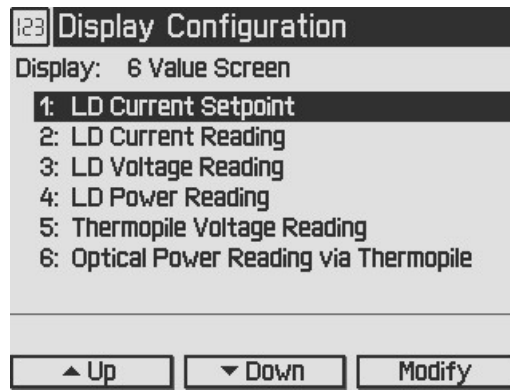 123 Display Configuration
Display: 6 Value Screen
1: LD Current Setpoint
2: LD Current Reading
3: LD Voltage Reading
4: LD Power Reading
5: Thermopile Voltage Reading
6: Optical Power Reading via Thermopile
▲ Up ▼ Down Modify